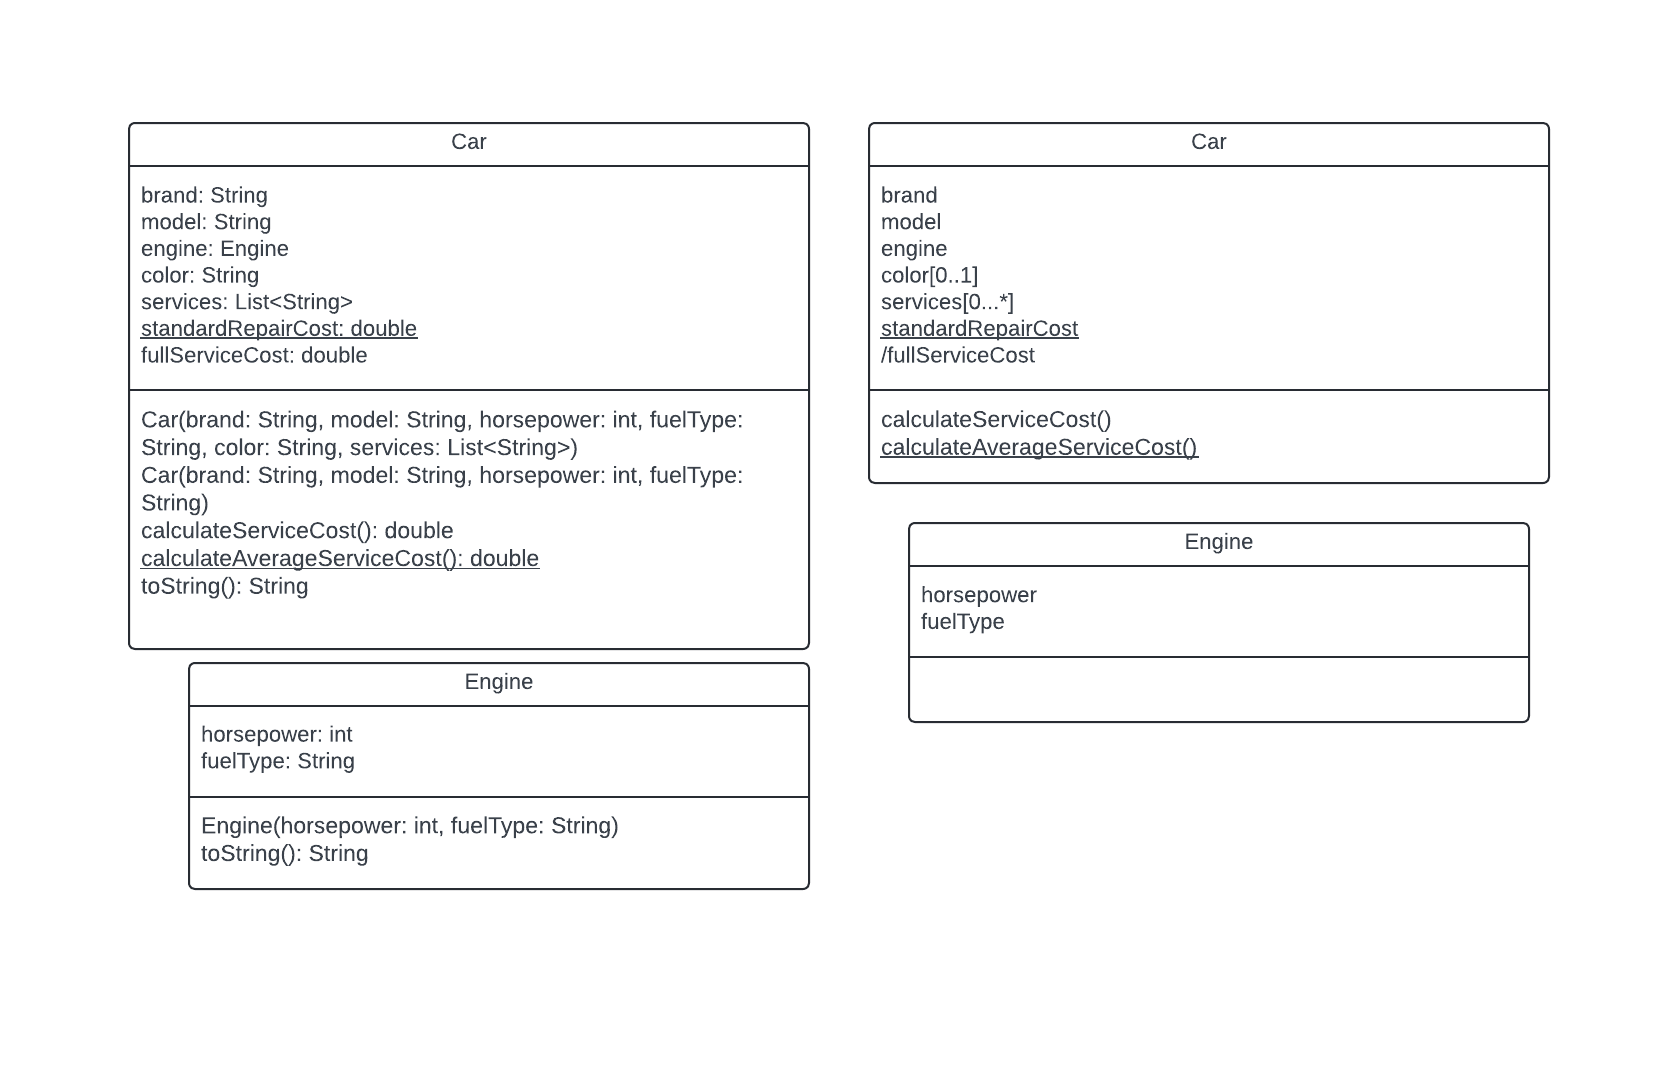 Car
brand: String
model: String
engine: Engine
color: String
services: List<String>
standardRepairCost: double
fullServiceCost: double
Car(brand: String, model: String, horsepower: int, fuelType:
String, color: String, services: List<String>)
Car(brand: String, model: String, horsepower: int, fuelType:
String)
calculateServiceCost(): double
calculateAverageServiceCost(): double
toString(): String
Engine
horsepower: int
fuelType: String
Engine(horsepower: int, fuelType: String)
toString(): String
Car
brand
model
engine
color[0..1]
services[0...*]
standardRepairCost
/fullServiceCost
calculateServiceCost()
calculateAverageServiceCost()
Engine
horsepower
fuelType